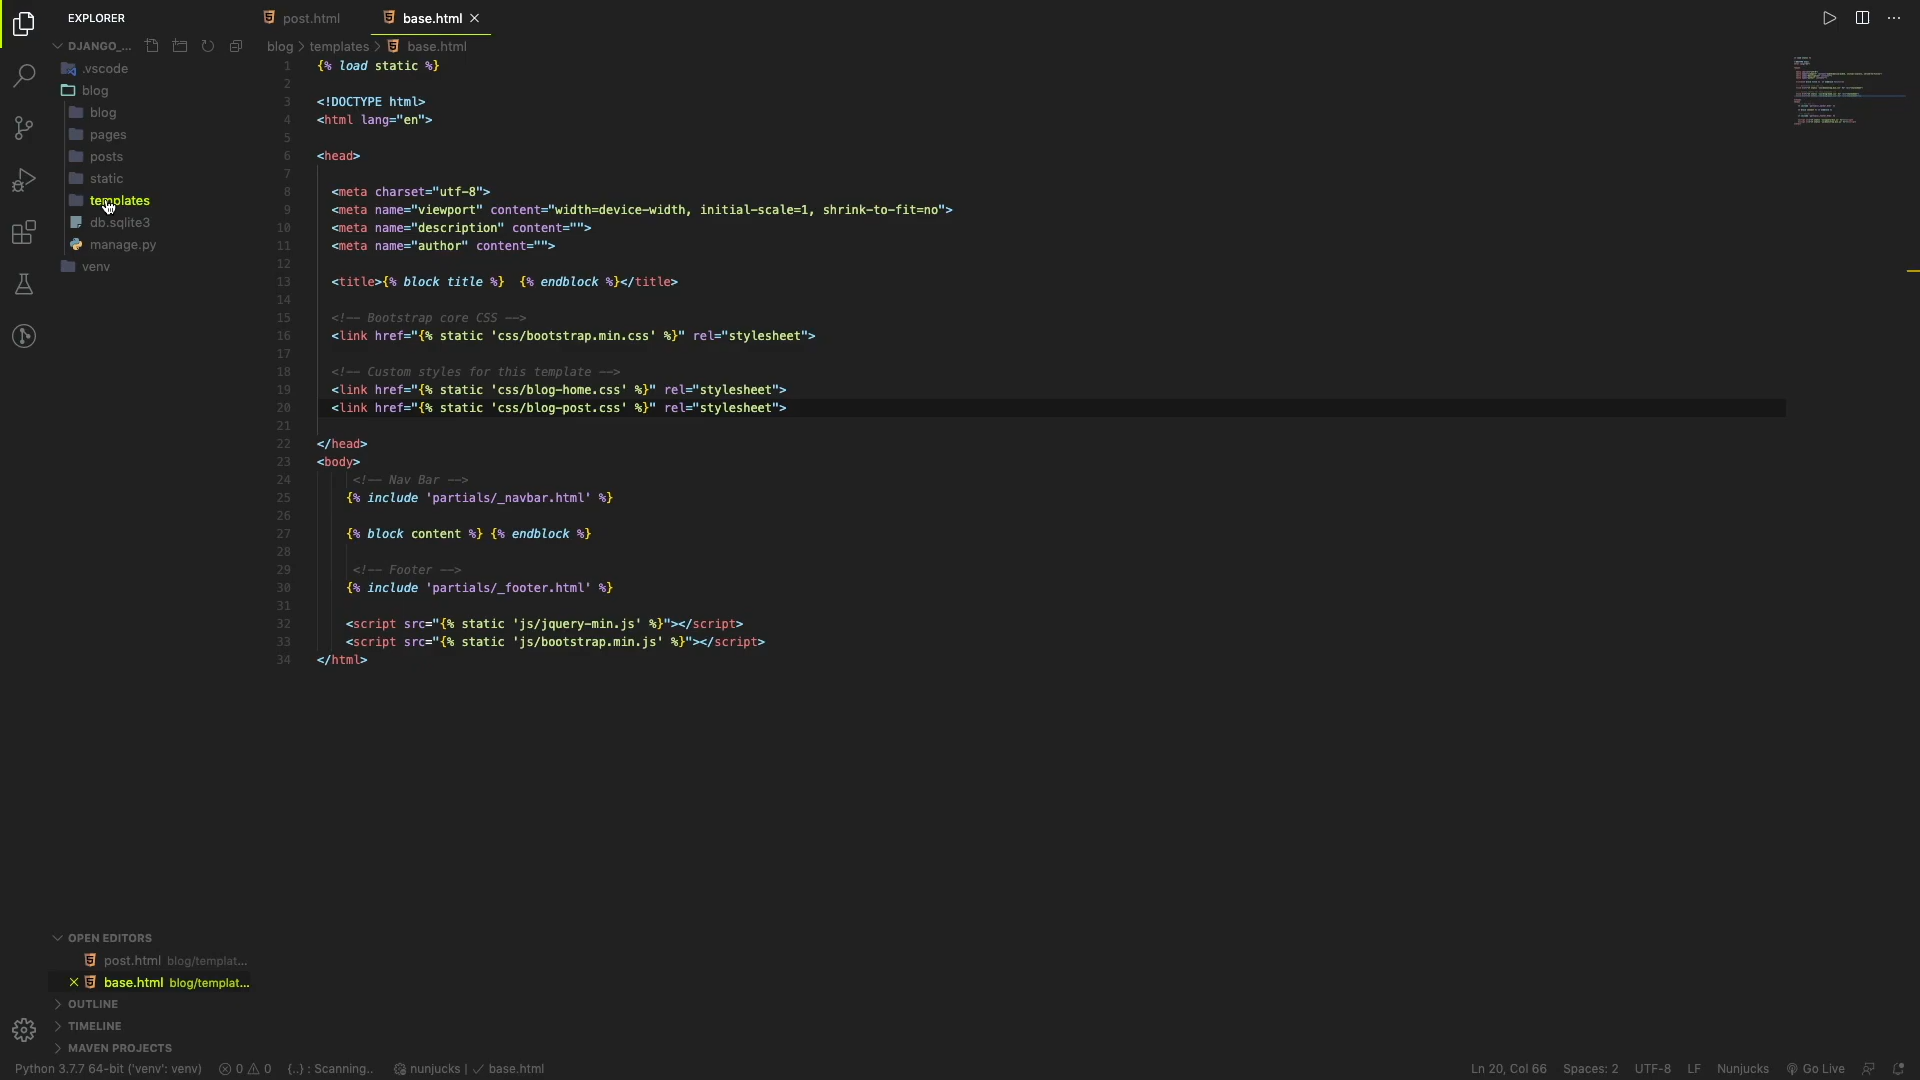 EXPLORER
DJANGO_...
.vscode
blog
blog
pages
posts
static
templates
db.sqlite3
manage.py
venv
post.html
base.html
blog > templates > base.html
1 {% load static %}
2
3 <!DOCTYPE html>
4 <html lang="en">
5
6 <head>
7
8 <meta charset="utf-8">
9 <meta name="viewport" content="width=device-width, initial-scale=1, shrink-to-fit=no">
10 <meta name="description" content="">
11 <meta name="author" content="">
12
13 <title>{% block title %}  {% endblock %}</title>
14
15 <!-- Bootstrap core CSS -->
16 <link href="{% static 'css/bootstrap.min.css' %}" rel="stylesheet">
17
18 <!-- Custom styles for this template -->
19 <link href="{% static 'css/blog-home.css' %}" rel="stylesheet">
20 <link href="{% static 'css/blog-post.css' %}" rel="stylesheet">
21
22 </head>
23 <body>
24 <!-- Nav Bar -->
25 {% include 'partials/_navbar.html' %}
26
27 {% block content %} {% endblock %}
28
29 <!-- Footer -->
30 {% include 'partials/_footer.html' %}
31
32 <script src="{% static 'js/jquery-min.js' %}"></script>
33 <script src="{% static 'js/bootstrap.min.js' %}"></script>
34 </html>
OPEN EDITORS
post.html blog/templat...
base.html blog/templat...
OUTLINE
TIMELINE
MAVEN PROJECTS
Python 3.7.7 64-bit ('venv': venv) 0 0 {..} : Scanning.. nunjucks | ✓ base.html Ln 20, Col 66 Spaces: 2 UTF-8 LF Nunjucks Go Live